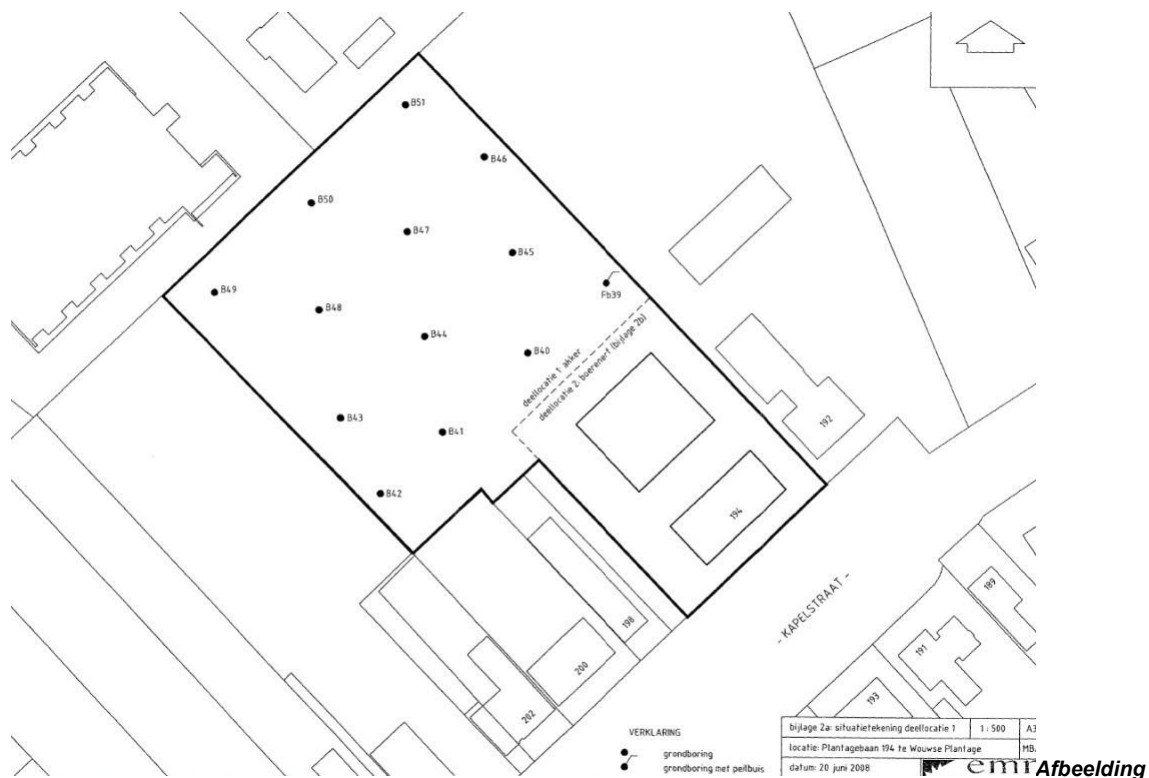 B51
B46
B50
B47
B45
Fb39
B49
B48
B44
B40
deellocatie 1: akker
deellocatie 2: boerenerf (bijlage 2b)
B43
B41
B42
192
194
198
200
202
- KAPELSTRAAT -
189
191
193
VERKLARING
grondboring
grondboring met peilbuis
bijlage 2a: situatietekening deellocatie 1
1 : 500
A3
locatie: Plantagebaan 194 te Wouwse Plantage
datum: 20 juni 2008
Afbeelding